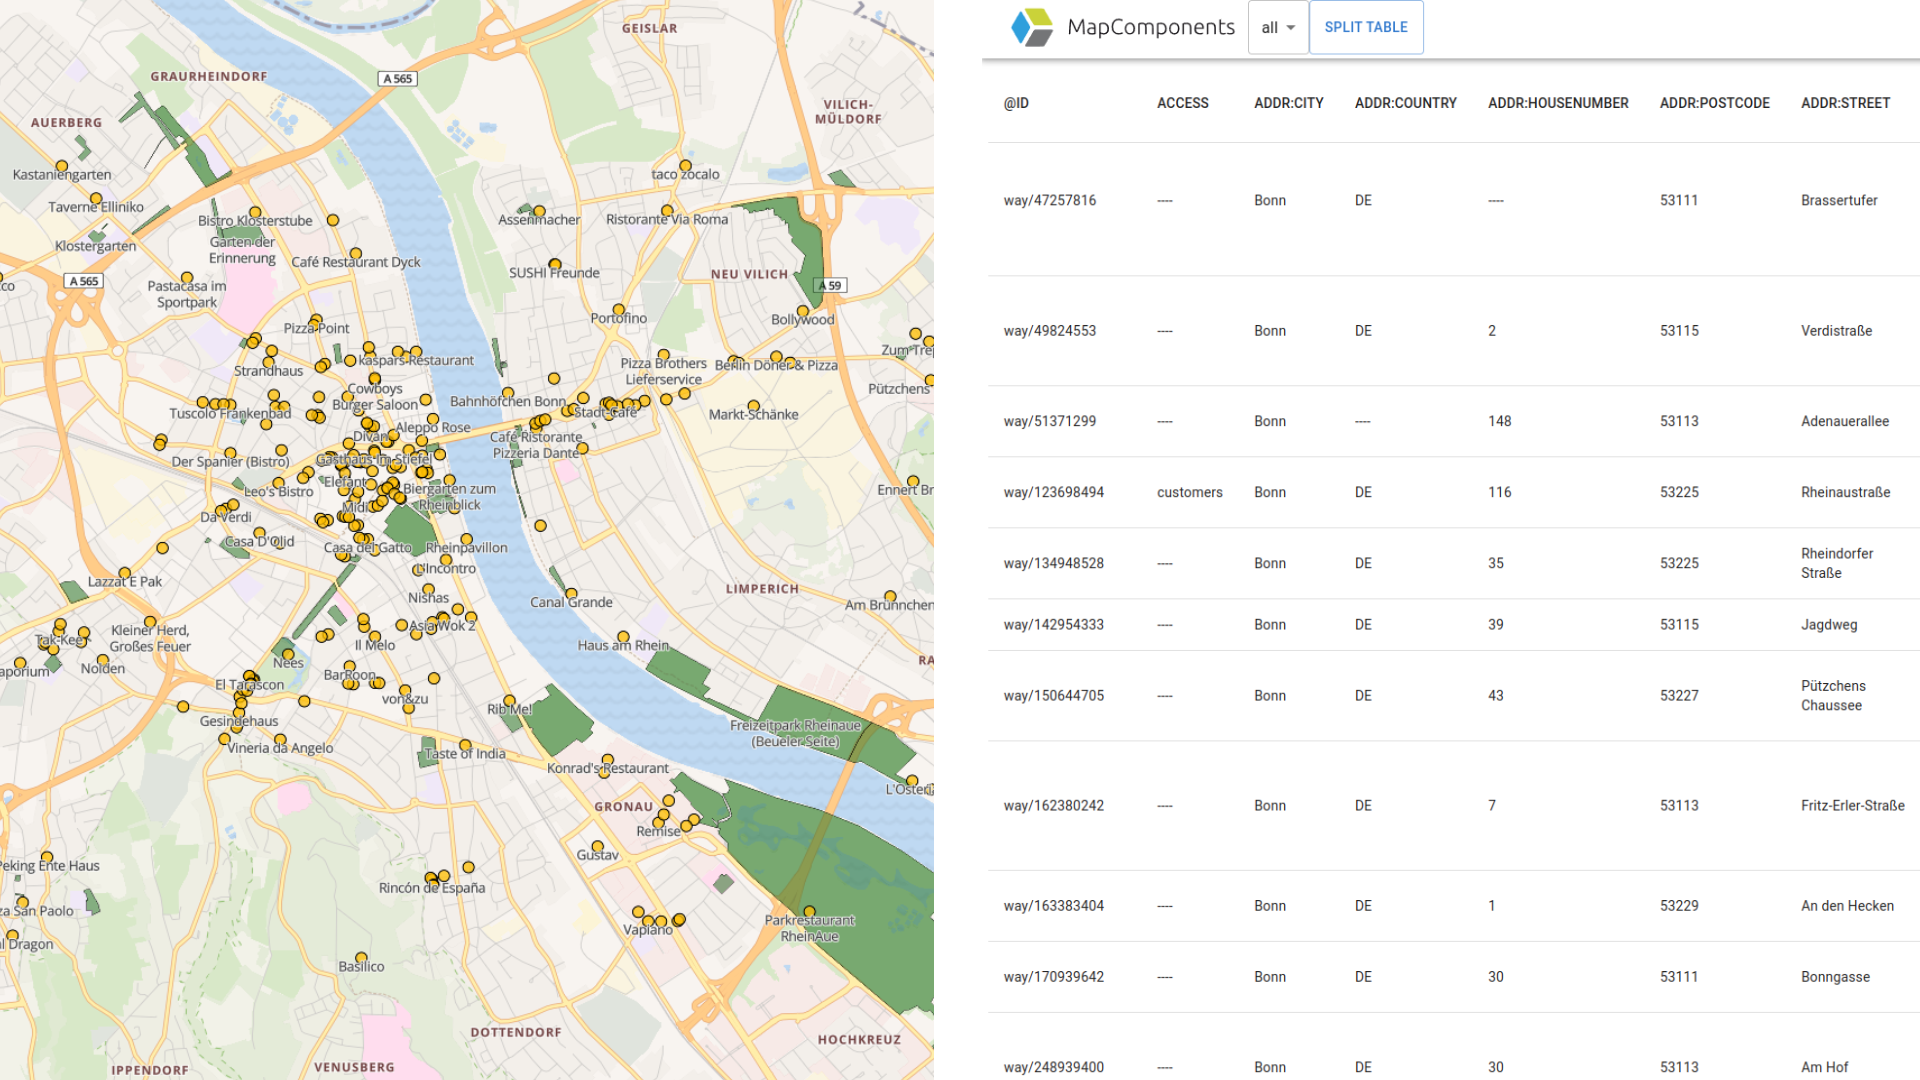 GEISLAR
GRAURHEINDORF
A 565
VILICH-
MÜLDORF
AUERBERG
Kastaniengarten
taco zocalo
Taverne Elliniko
Bistro Klosterstube
Assenmacher
Ristorante Via Roma
Klostergarten
Garten der
Erinnerung
Café Restaurant Dyck
SUSHI Freunde
NEU VILICH
A 565
A 59
co
Pastacasa im
Sportpark
Pizza Point
Portofino
Bollywood
kaspars-Restaurant
Zum Tre
Strandhaus
Pizza Brothers
Lieferservice
Berlin Döner & Pizza
Cowboys
Burger Saloon
Pützchens
Bahnhöfchen Bonn
Stadt-Café
Markt-Schänke
Tuscolo Frankenbad
Divan
Aleppo Rose
Café Ristorante
Pizzeria Dante
Der Spanier (Bistro)
Gasthaus Im Stiefel
Elefant
Leo's Bistro
Biergarten zum
Rheinblick
Ennert Br
Midi
Da Verdi
Casa D'Olid
Casa del Gatto
Rheinpavillon
L'Incontro
Lazzat E Pak
Nishas
LIMPERICH
Canal Grande
Am Brünnchen
Asia Wok 2
Kleiner Herd,
Großes Feuer
Tak-Kee
Il Melo
Haus am Rhein
Nees
RA
aporium
Nolden
BarRoon
El Tarascon
von&zu
Rib Me!
Gesindehaus
Freizeitpark Rheinaue
(Beueler Seite)
Vineria da Angelo
Taste of India
Konrad's Restaurant
L'Osteri
GRONAU
Remise
Gustav
Peking Ente Haus
Rincón de España
za San Paolo
Parkrestaurant
RheinAue
Vapiano
al Dragon
Basilico
DOTTENDORF
HOCHKREUZ
VENUSBERG
IPPENDORF
MapComponents
all
SPLIT TABLE
@ID ACCESS ADDR:CITY ADDR:COUNTRY ADDR:HOUSENUMBER ADDR:POSTCODE ADDR:STREET
way/47257816 ---- Bonn DE ---- 53111 Brassertufer
way/49824553 ---- Bonn DE 2 53115 Verdistraße
way/51371299 ---- Bonn ---- 148 53113 Adenauerallee
way/123698494 customers Bonn DE 116 53225 Rheinaustraße
way/134948528 ---- Bonn DE 35 53225 Rheindorfer
Straße
way/142954333 ---- Bonn DE 39 53115 Jagdweg
way/150644705 ---- Bonn DE 43 53227 Pützchens
Chaussee
way/162380242 ---- Bonn DE 7 53113 Fritz-Erler-Straße
way/163383404 ---- Bonn DE 1 53229 An den Hecken
way/170939642 ---- Bonn DE 30 53111 Bonngasse
way/248939400 ---- Bonn DE 30 53113 Am Hof